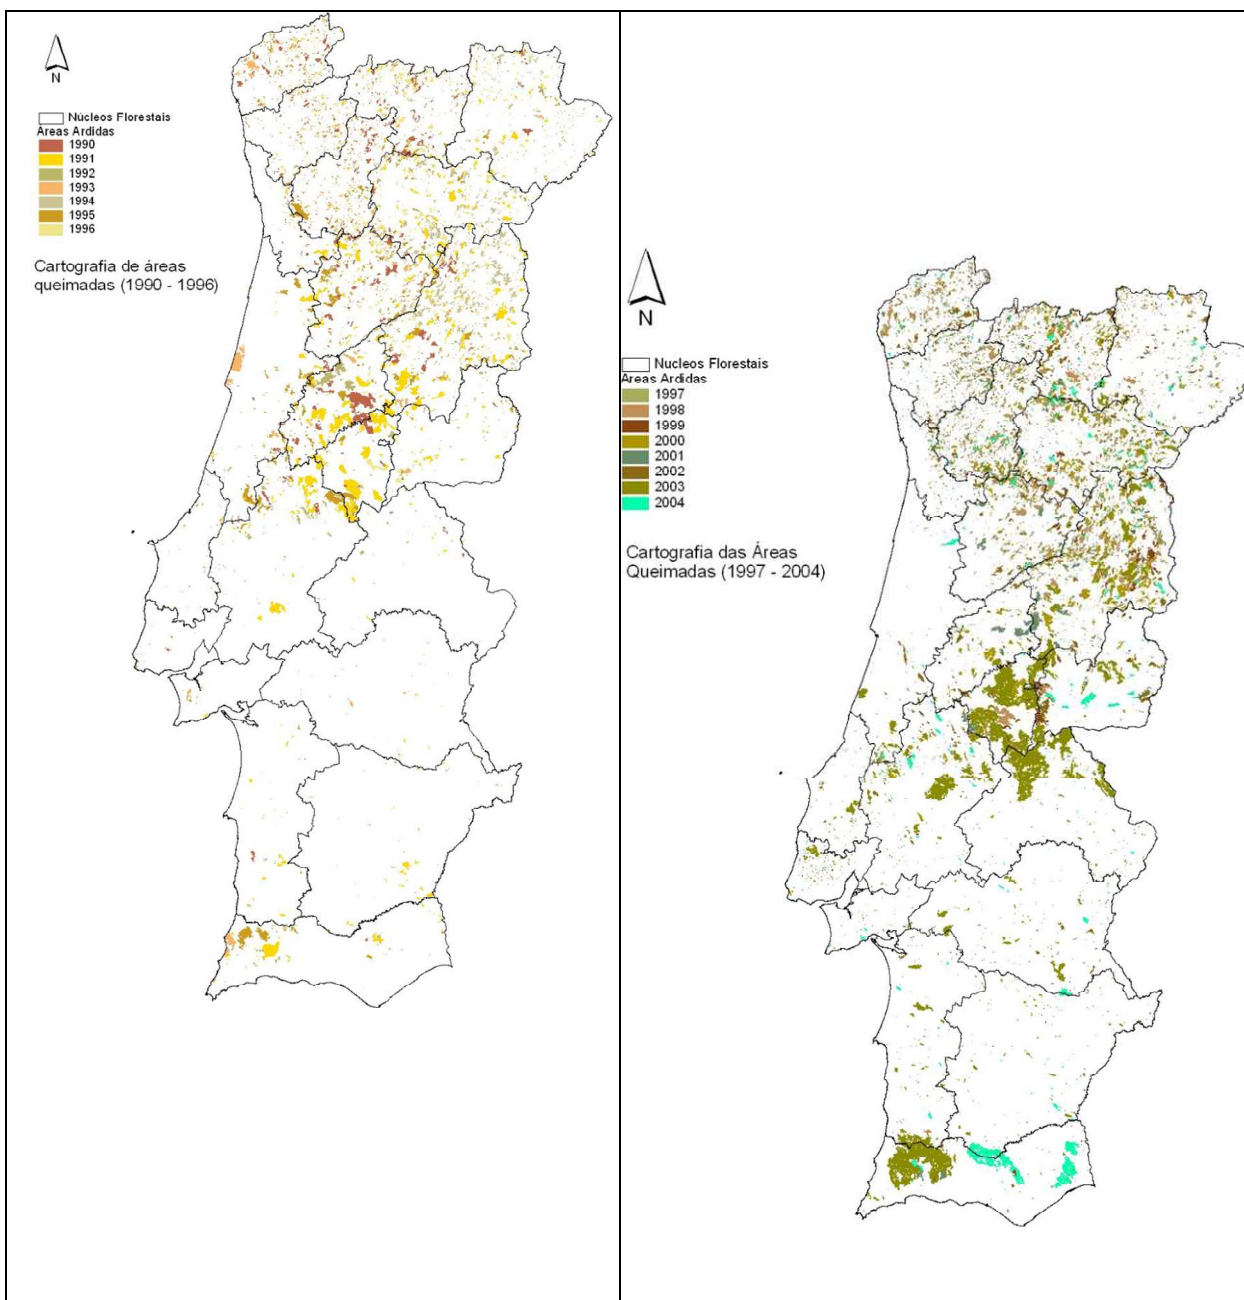 N
Núcleos Florestais
Áreas Ardidas
1990
1991
1992
1993
1994
1995
1996
Cartografia de áreas
queimadas (1990 - 1996)
N
Nucleos Florestais
Áreas Ardidas
1997
1998
1999
2000
2001
2002
2003
2004
Cartografia das Áreas
Queimadas (1997 - 2004)